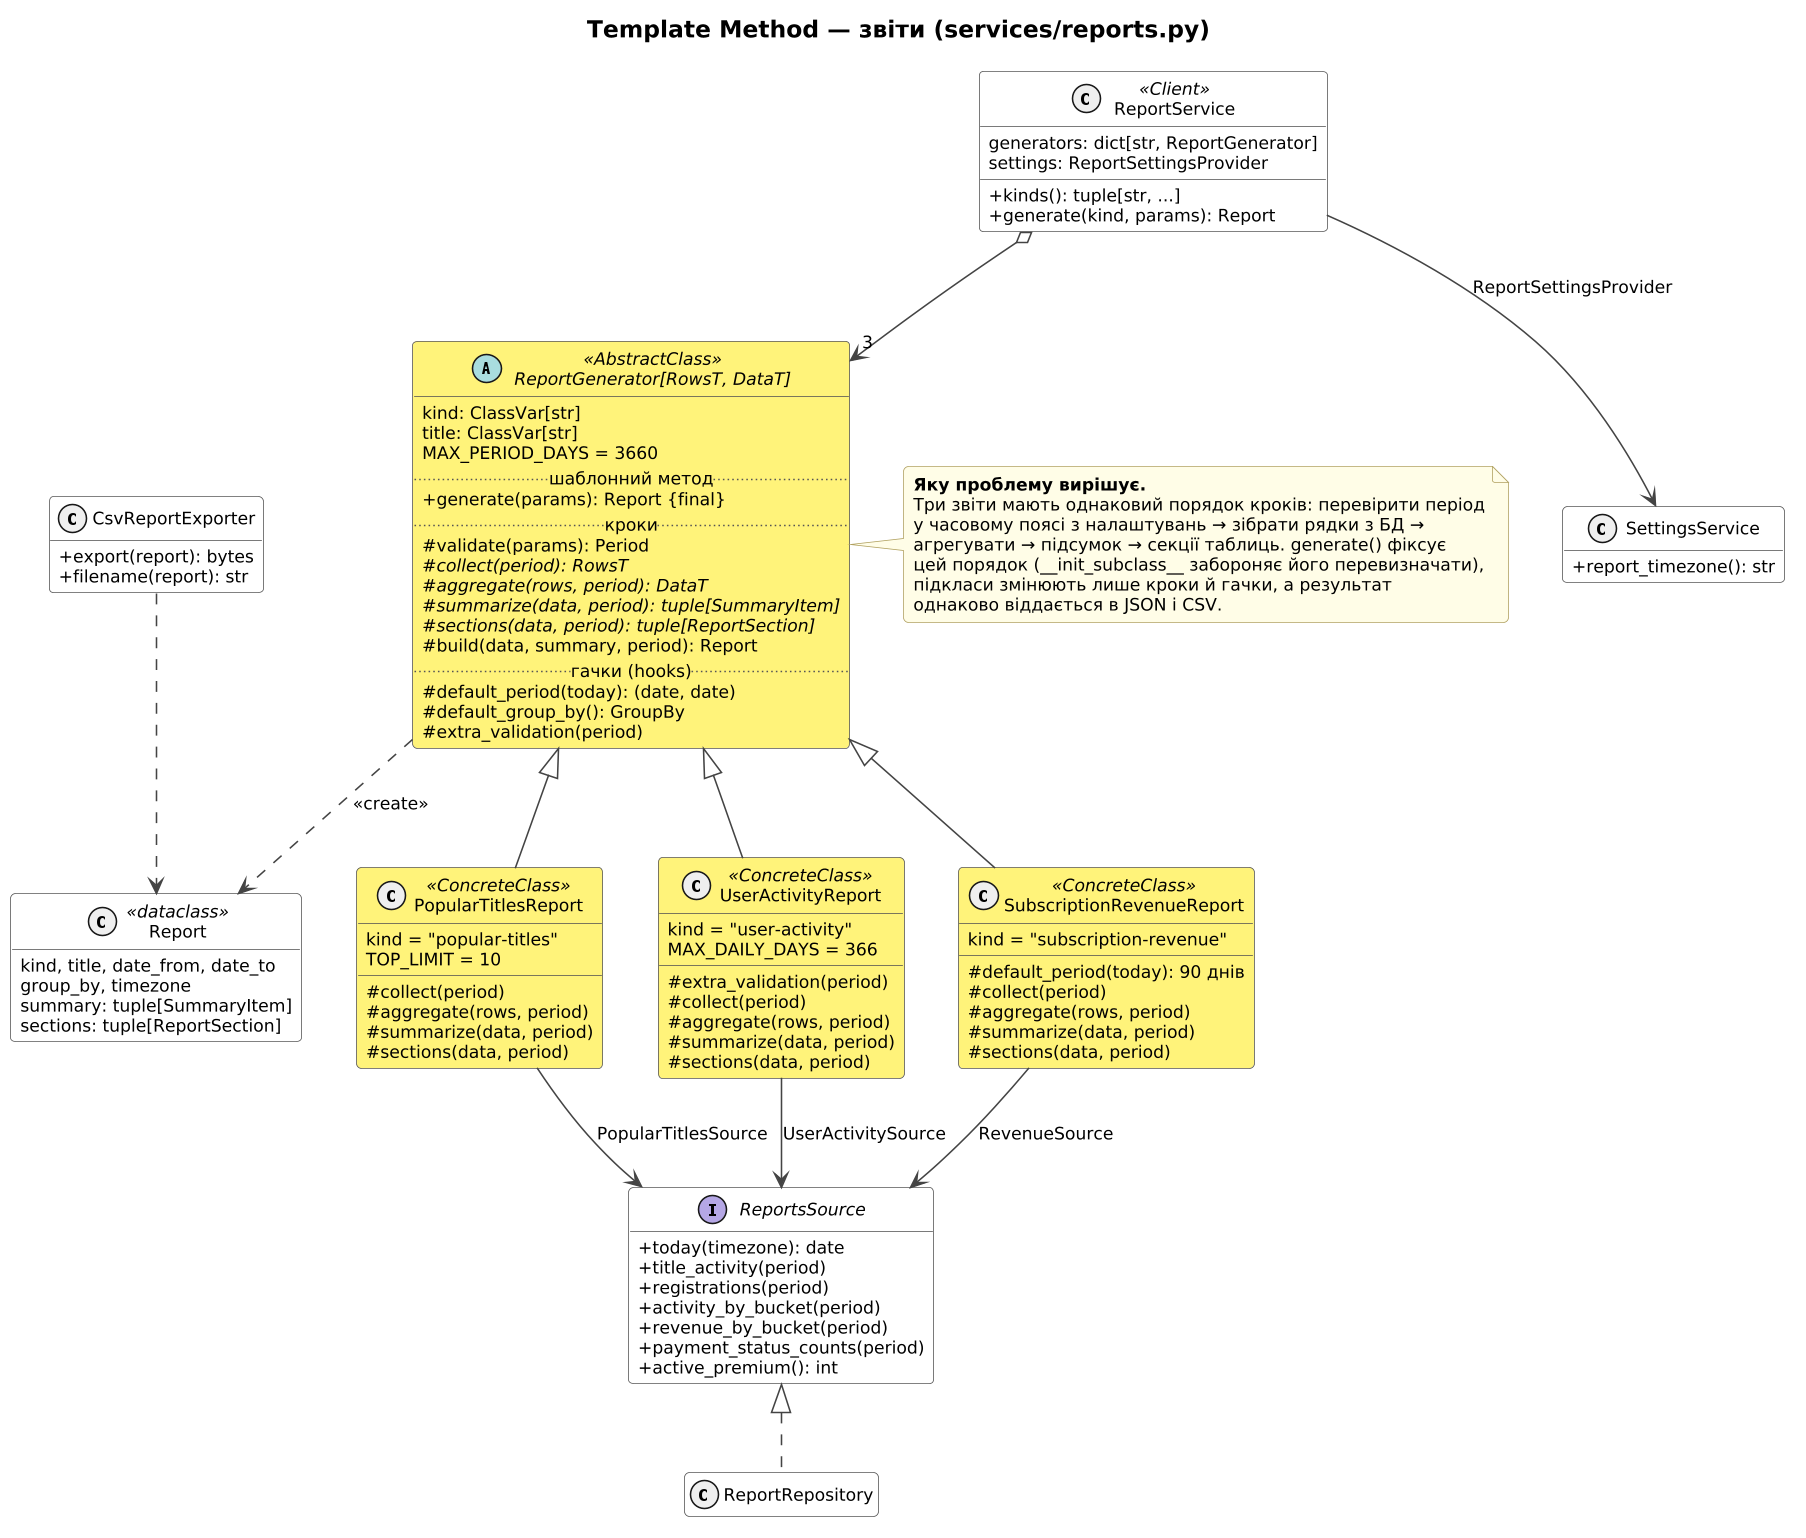 Template Method — звіти (services/reports.py)
C
«Client»
ReportService
generators: dict[str, ReportGenerator]
settings: ReportSettingsProvider
+kinds(): tuple[str, ...]
+generate(kind, params): Report
ReportSettingsProvider
3
A
«AbstractClass»
ReportGenerator[RowsT, DataT]
kind: ClassVar[str]
title: ClassVar[str]
MAX_PERIOD_DAYS = 3660
шаблонний метод
+generate(params): Report {final}
кроки
#validate(params): Period
#collect(period): RowsT
#aggregate(rows, period): DataT
#summarize(data, period): tuple[SummaryItem]
#sections(data, period): tuple[ReportSection]
#build(data, summary, period): Report
гачки (hooks)
#default_period(today): (date, date)
#default_group_by(): GroupBy
#extra_validation(period)
Яку проблему вирішує.
Три звіти мають однаковий порядок кроків: перевірити період
у часовому поясі з налаштувань → зібрати рядки з БД →
агрегувати → підсумок → секції таблиць. generate() фіксує
цей порядок (__init_subclass__ забороняє його перевизначати),
підкласи змінюють лише кроки й гачки, а результат
однаково віддається в JSON і CSV.
C
SettingsService
+report_timezone(): str
C
CsvReportExporter
+export(report): bytes
+filename(report): str
«create»
C
«dataclass»
Report
kind, title, date_from, date_to
group_by, timezone
summary: tuple[SummaryItem]
sections: tuple[ReportSection]
C
«ConcreteClass»
PopularTitlesReport
kind = "popular-titles"
TOP_LIMIT = 10
#collect(period)
#aggregate(rows, period)
#summarize(data, period)
#sections(data, period)
C
«ConcreteClass»
UserActivityReport
kind = "user-activity"
MAX_DAILY_DAYS = 366
#extra_validation(period)
#collect(period)
#aggregate(rows, period)
#summarize(data, period)
#sections(data, period)
C
«ConcreteClass»
SubscriptionRevenueReport
kind = "subscription-revenue"
#default_period(today): 90 днів
#collect(period)
#aggregate(rows, period)
#summarize(data, period)
#sections(data, period)
PopularTitlesSource
UserActivitySource
RevenueSource
I
ReportsSource
+today(timezone): date
+title_activity(period)
+registrations(period)
+activity_by_bucket(period)
+revenue_by_bucket(period)
+payment_status_counts(period)
+active_premium(): int
C
ReportRepository